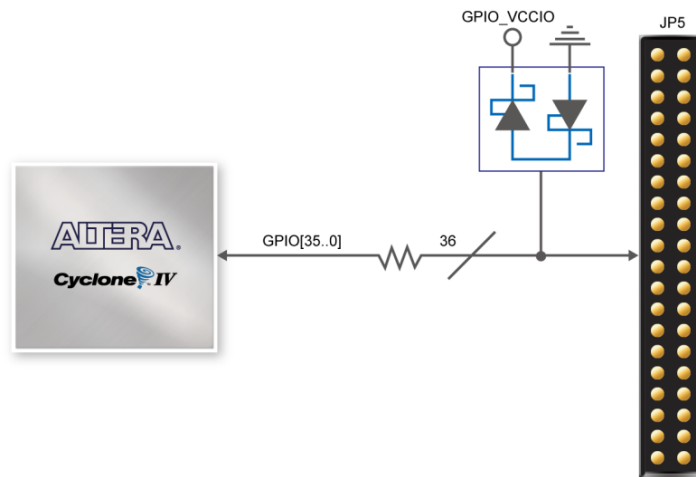 GPIO_VCCIO
JP5
ALTERA.
Cyclone IV
GPIO[35..0]
36